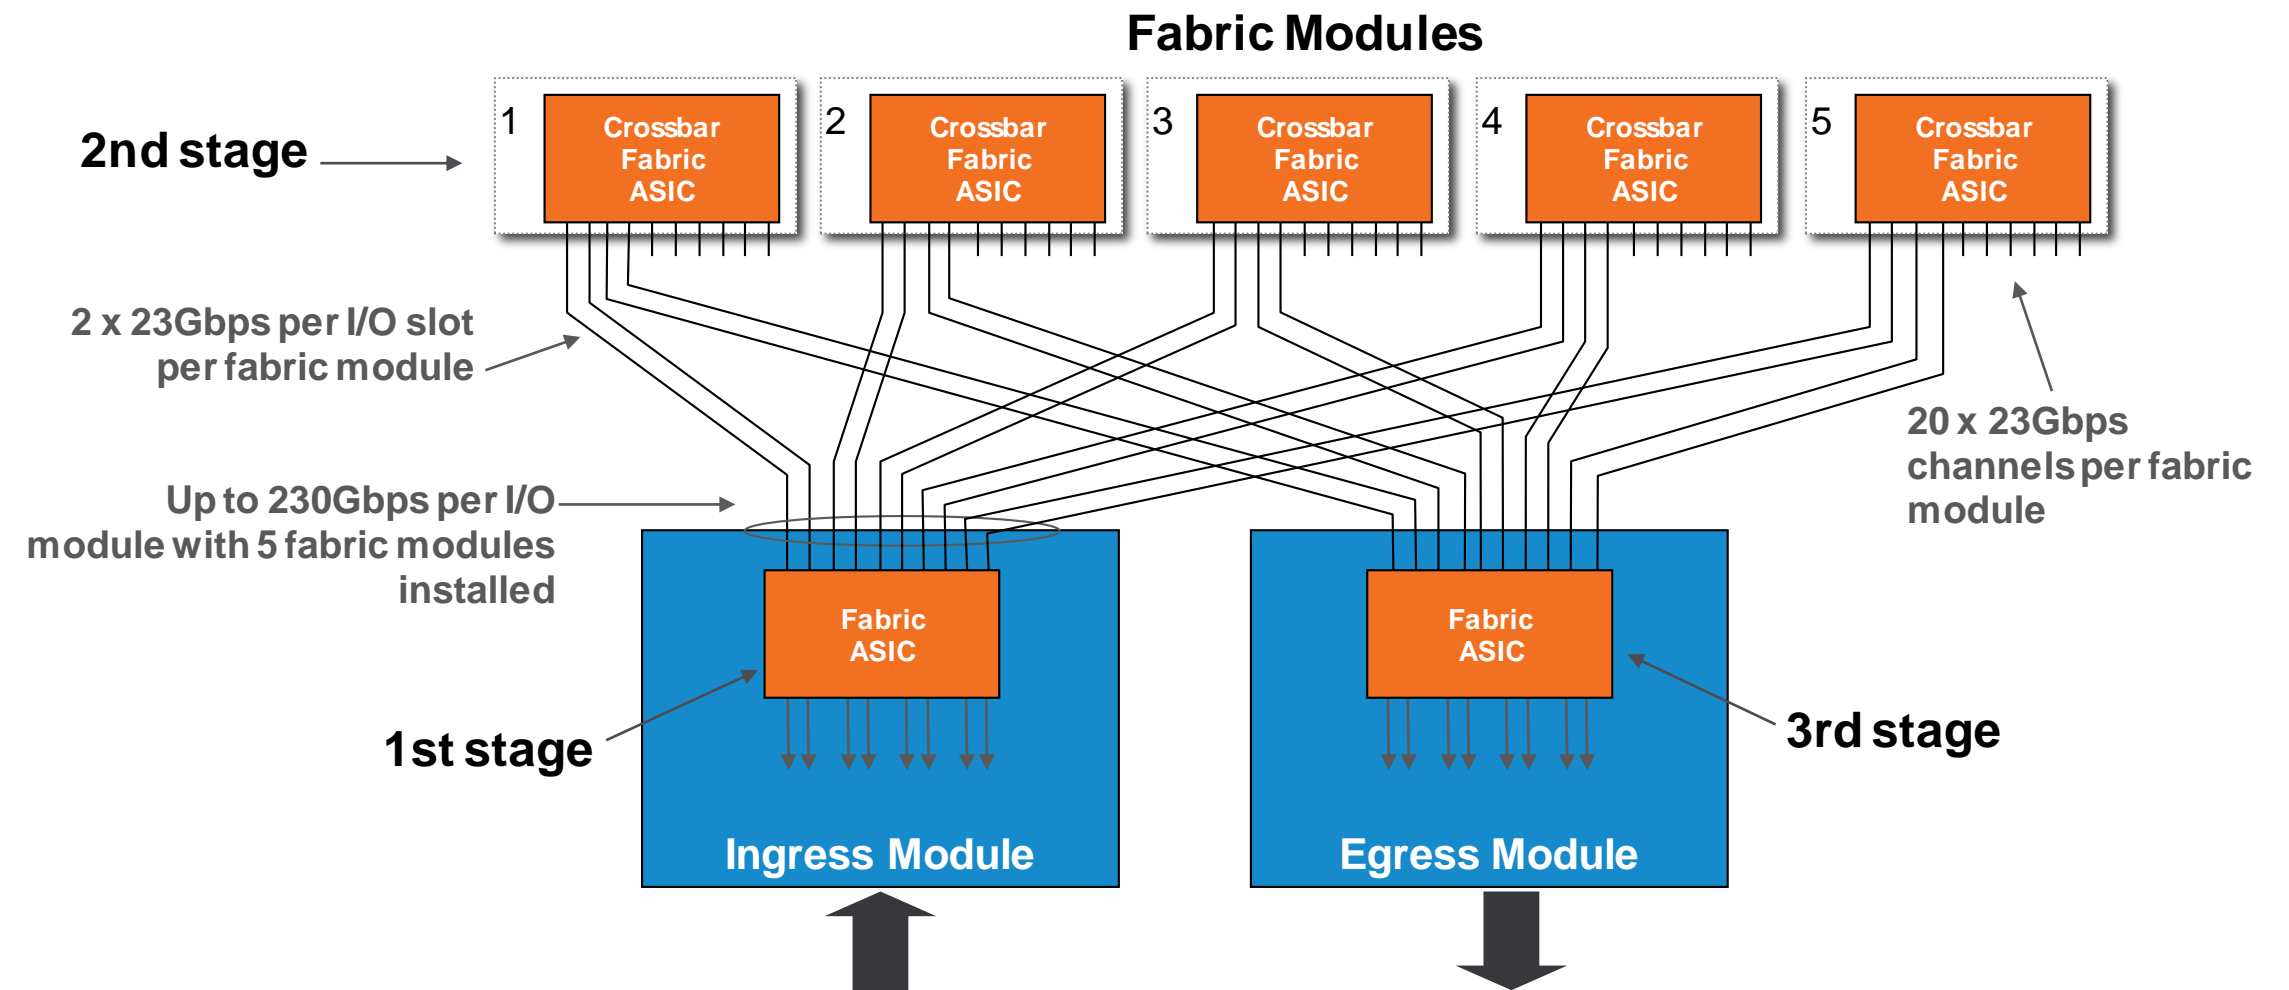 Fabric Modules
2nd stage
1
Crossbar
Fabric
ASIC
2
Crossbar
Fabric
ASIC
3
Crossbar
Fabric
ASIC
4
Crossbar
Fabric
ASIC
5
Crossbar
Fabric
ASIC
2 x 23Gbps per I/O slot
per fabric module
20 x 23Gbps
channels per fabric
module
Up to 230Gbps per I/O
module with 5 fabric modules
installed
Fabric
ASIC
Fabric
ASIC
1st stage
3rd stage
Ingress Module
Egress Module